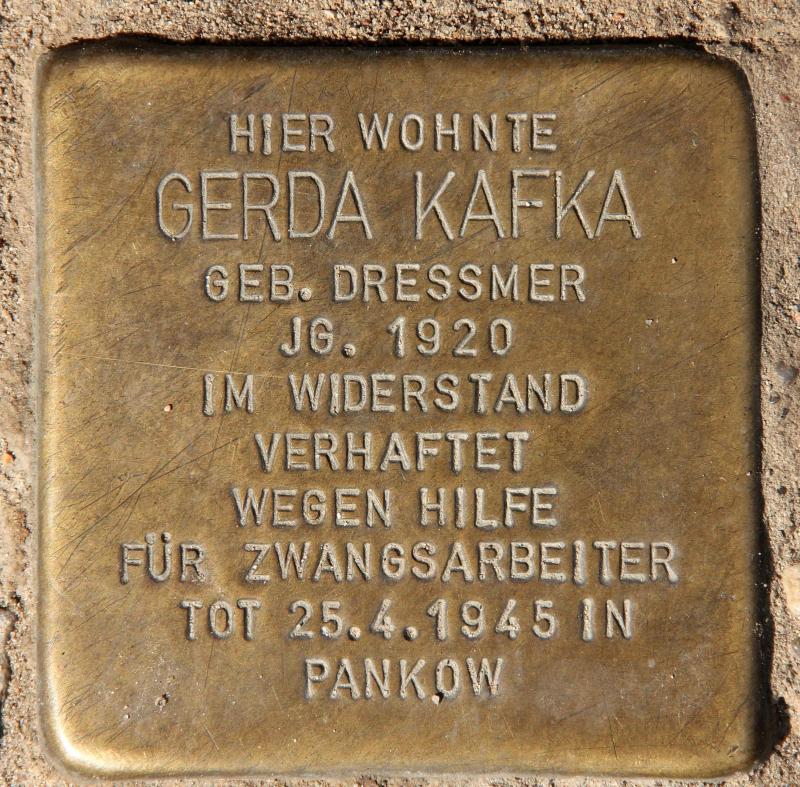 HIER WOHNTE
GERDA KAFKA
GEB. DRESSMER
JG. 1920
IM WIDERSTAND
VERHAFTET
WEGEN HILFE
FÜR ZWANGSARBEITER
TOT 25.4.1945 IN
PANKOW